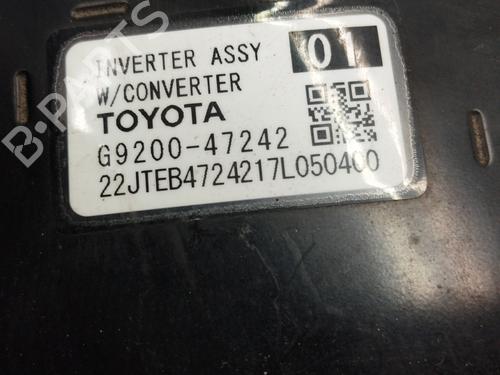 INVERTER ASSY 01
W/CONVERTER
TOYOTA
G9200-47242
22JTEB4724217L050400
B-PARTS